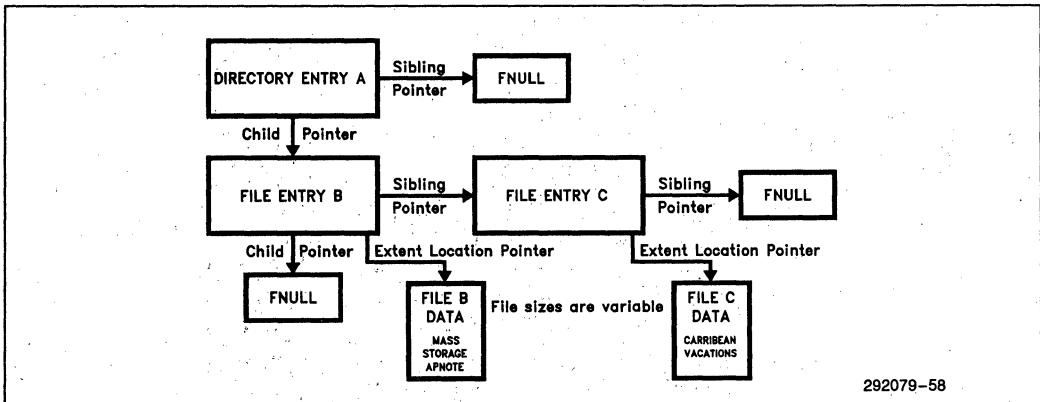 DIRECTORY ENTRY A
Sibling
Pointer
FNULL
Child Pointer
FILE ENTRY B
Sibling
Pointer
FILE ENTRY C
Sibling
Pointer
FNULL
Child Pointer
Extent Location Pointer
Extent Location Pointer
FNULL
FILE B
DATA
MASS
STORAGE
APNOTE
File sizes are variable
FILE C
DATA
CARRIBEAN
VACATIONS
292079-58